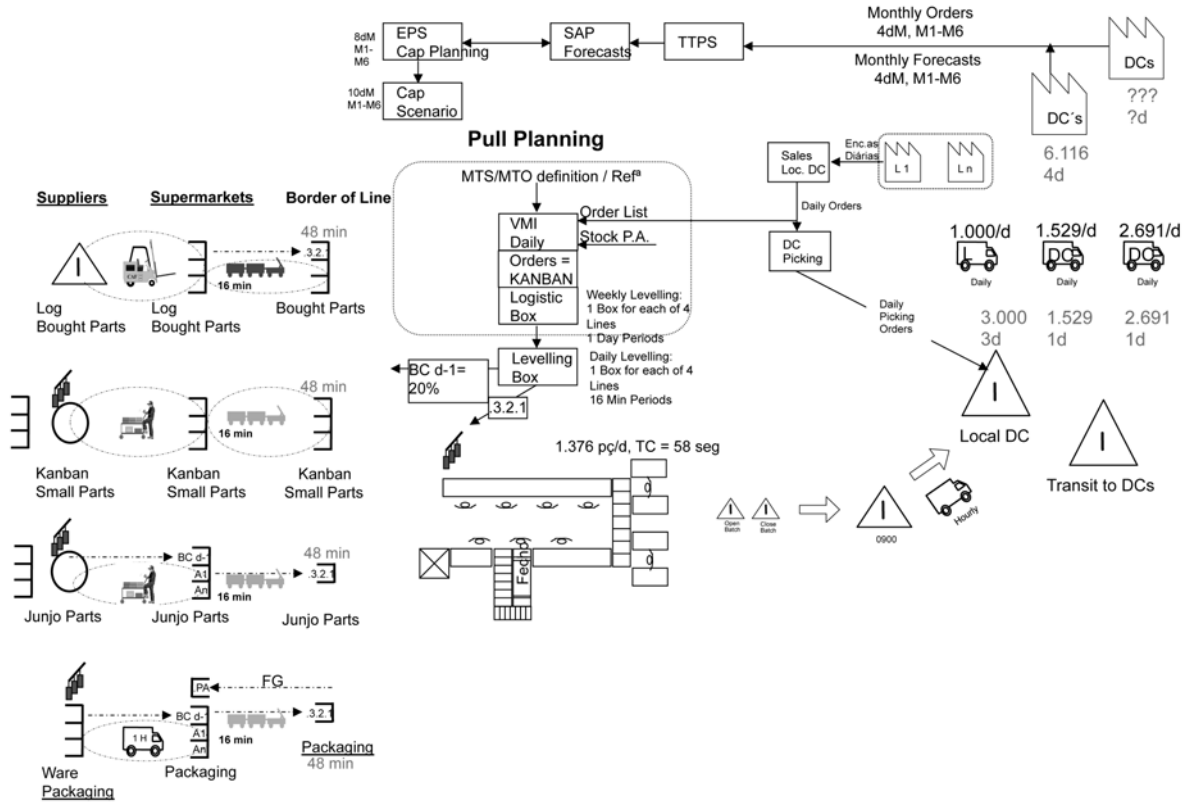 Monthly Orders
4dM, M1-M6
Monthly Forecasts
4dM, M1-M6
8dM
M1-
M6
EPS
Cap Planning
SAP
Forecasts
TTPS
DCs
???
?d
10dM
M1-M6
Cap
Scenario
DC´s
6.116
4d
Pull Planning
MTS/MTO definition / Refª
Sales
Loc. DC
Enc.as
Diárias
L 1
L n
Daily Orders
Order List
VMI
Daily
Stock P.A.
Orders =
KANBAN
Logistic
Box
DC
Picking
Weekly Levelling:
1 Box for each of 4
Lines
1 Day Periods
Levelling
Box
Daily Levelling:
1 Box for each of 4
Lines
16 Min Periods
BC d-1=
20%
.3.2.1
Daily
Picking
Orders
1.000/d
1.529/d
2.691/d
L
DC
DC
Daily
Daily
Daily
3.000
3d
1.529
1d
2.691
1d
I
Local DC
I
Transit to DCs
Suppliers
Supermarkets
Border of Line
48 min
I
.3.2.
16 min
Log
Bought Parts
Log
Bought Parts
Bought Parts
48 min
16 min
Kanban
Small Parts
Kanban
Small Parts
Kanban
Small Parts
48 min
BC d-1
A1
An
.3.2.1
16 min
Junjo Parts
Junjo Parts
Junjo Parts
.PA
FG
BC d-1
A1
An
.3.2.1
1 H
16 min
Packaging
48 min
Ware
Packaging
Packaging
1.376 pç/d, TC = 58 seg
I
Open
Batch
I
Close
Batch
I
0900
Hourly